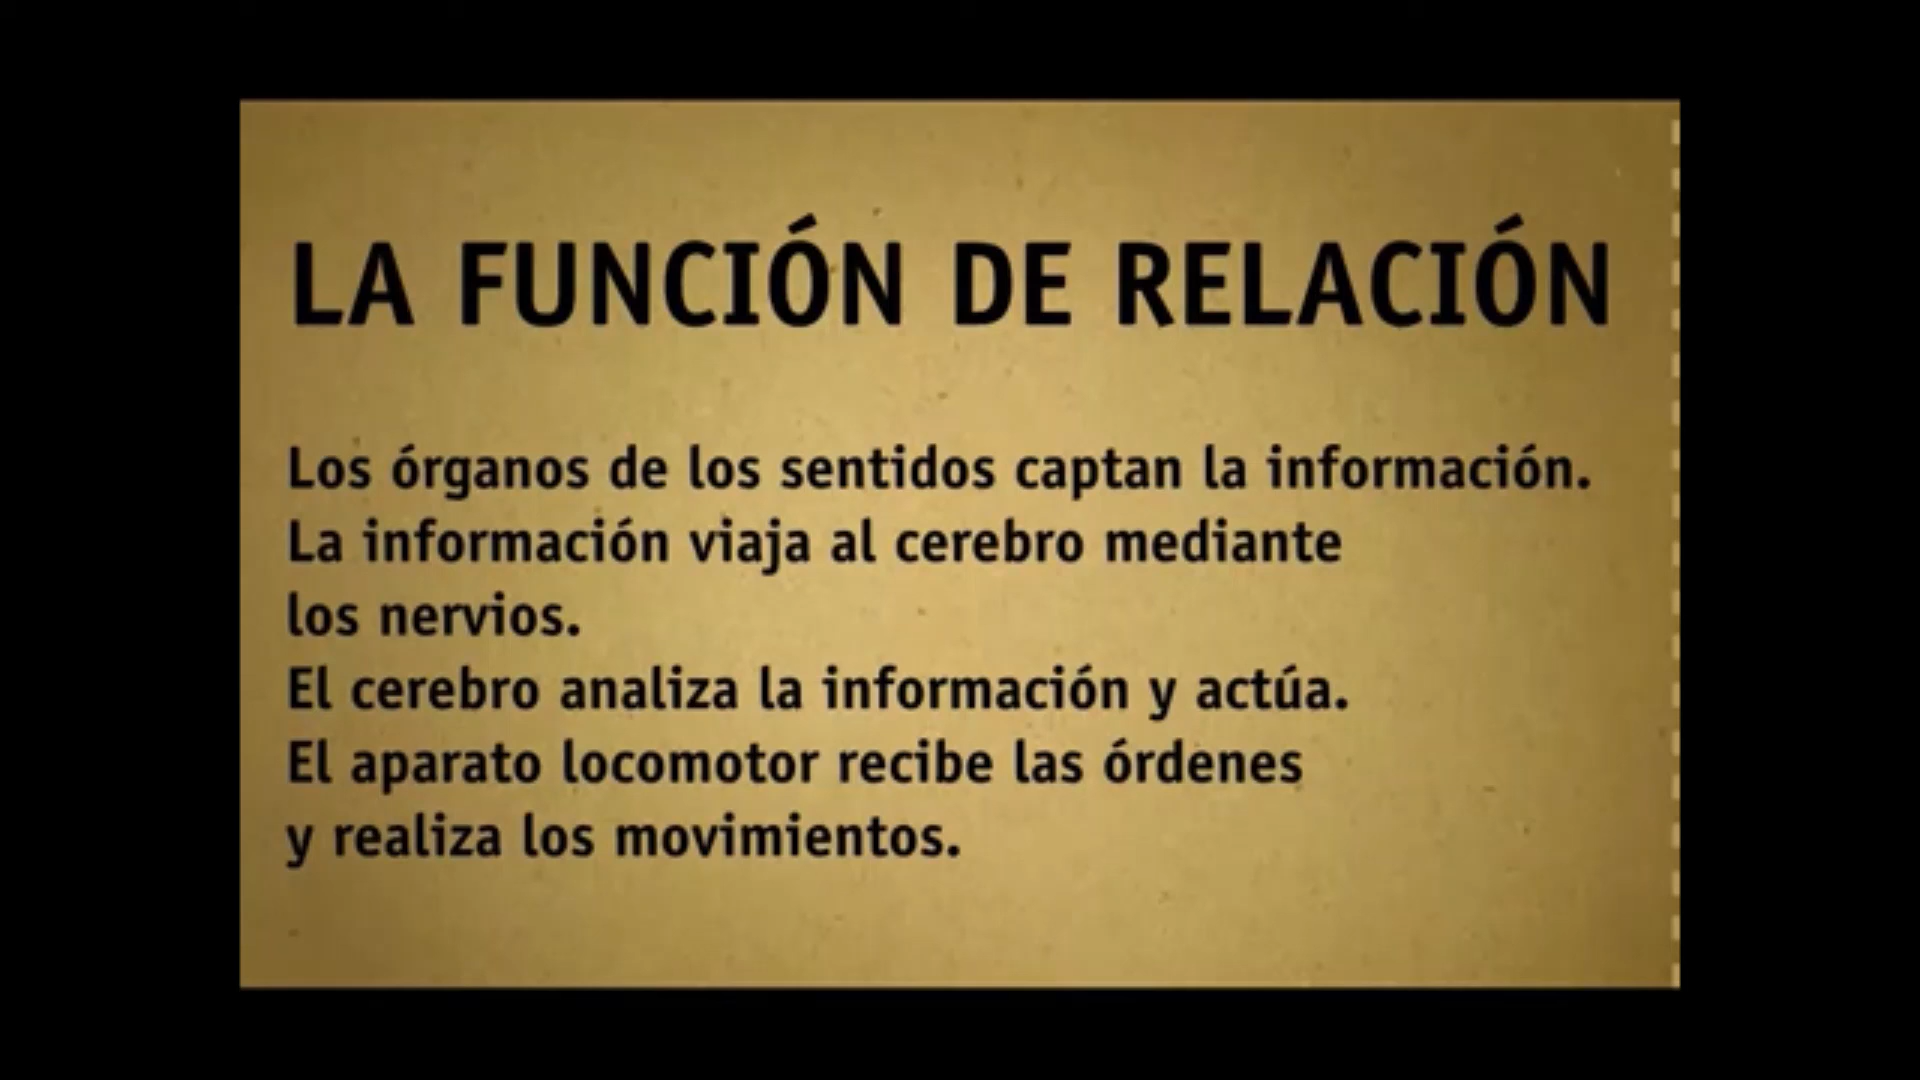 LA FUNCIÓN DE RELACIÓN
Los órganos de los sentidos captan la información.
La información viaja al cerebro mediante
los nervios.
El cerebro analiza la información y actúa.
El aparato locomotor recibe las órdenes
y realiza los movimientos.